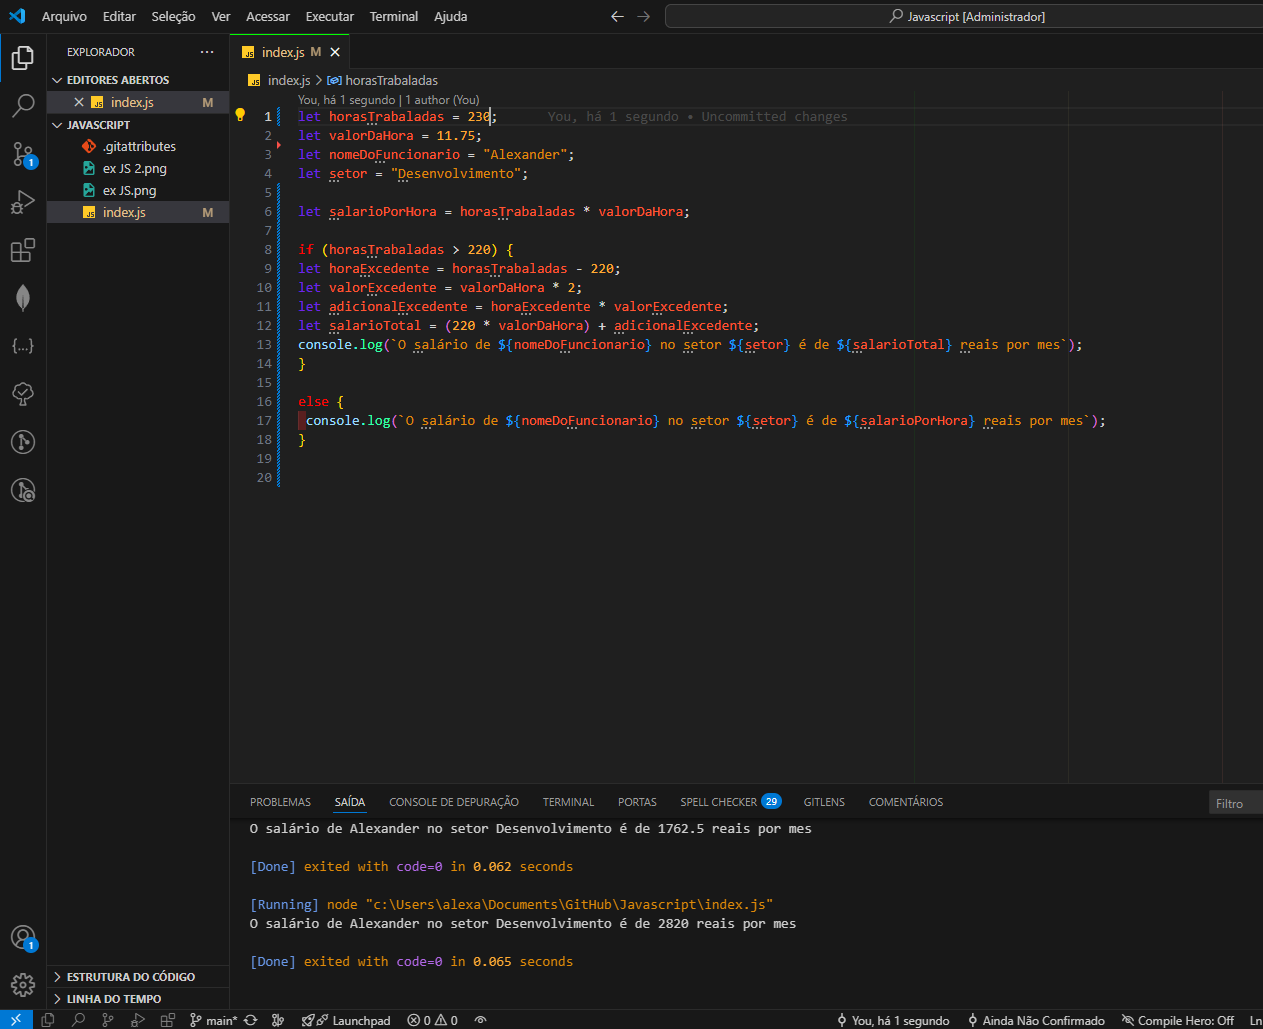 Arquivo Editar Seleção Ver Acessar Executar Terminal Ajuda
Javascript [Administrador]
EXPLORADOR
EDITORES ABERTOS
index.js M
JAVASCRIPT
.gitattributes
ex JS 2.png
ex JS.png
index.js M
1
1
ESTRUTURA DO CÓDIGO
LINHA DO TEMPO
index.js M
index.js > horasTrabaladas
You, há 1 segundo | 1 author (You)
1 let horasTrabaladas = 230; You, há 1 segundo • Uncommitted changes
2 let valorDaHora = 11.75;
3 let nomeDoFuncionario = "Alexander";
4 let setor = "Desenvolvimento";
5
6 let salarioPorHora = horasTrabaladas * valorDaHora;
7
8 if (horasTrabaladas > 220) {
9 let horaExcedente = horasTrabaladas - 220;
10 let valorExcedente = valorDaHora * 2;
11 let adicionalExcedente = horaExcedente * valorExcedente;
12 let salarioTotal = (220 * valorDaHora) + adicionalExcedente;
13 console.log(`O salário de ${nomeDoFuncionario} no setor ${setor} é de ${salarioTotal} reais por mes`);
14 }
15
16 else {
17 console.log(`O salário de ${nomeDoFuncionario} no setor ${setor} é de ${salarioPorHora} reais por mes`);
18 }
19
20
PROBLEMAS SAÍDA CONSOLE DE DEPURAÇÃO TERMINAL PORTAS SPELL CHECKER 29 GITLENS COMENTÁRIOS Filtro
O salário de Alexander no setor Desenvolvimento é de 1762.5 reais por mes
[Done] exited with code=0 in 0.062 seconds
[Running] node "c:\Users\alexa\Documents\GitHub\Javascript\index.js"
O salário de Alexander no setor Desenvolvimento é de 2820 reais por mes
[Done] exited with code=0 in 0.065 seconds
main* Launchpad 0 0 You, há 1 segundo Ainda Não Confirmado Compile Hero: Off Ln